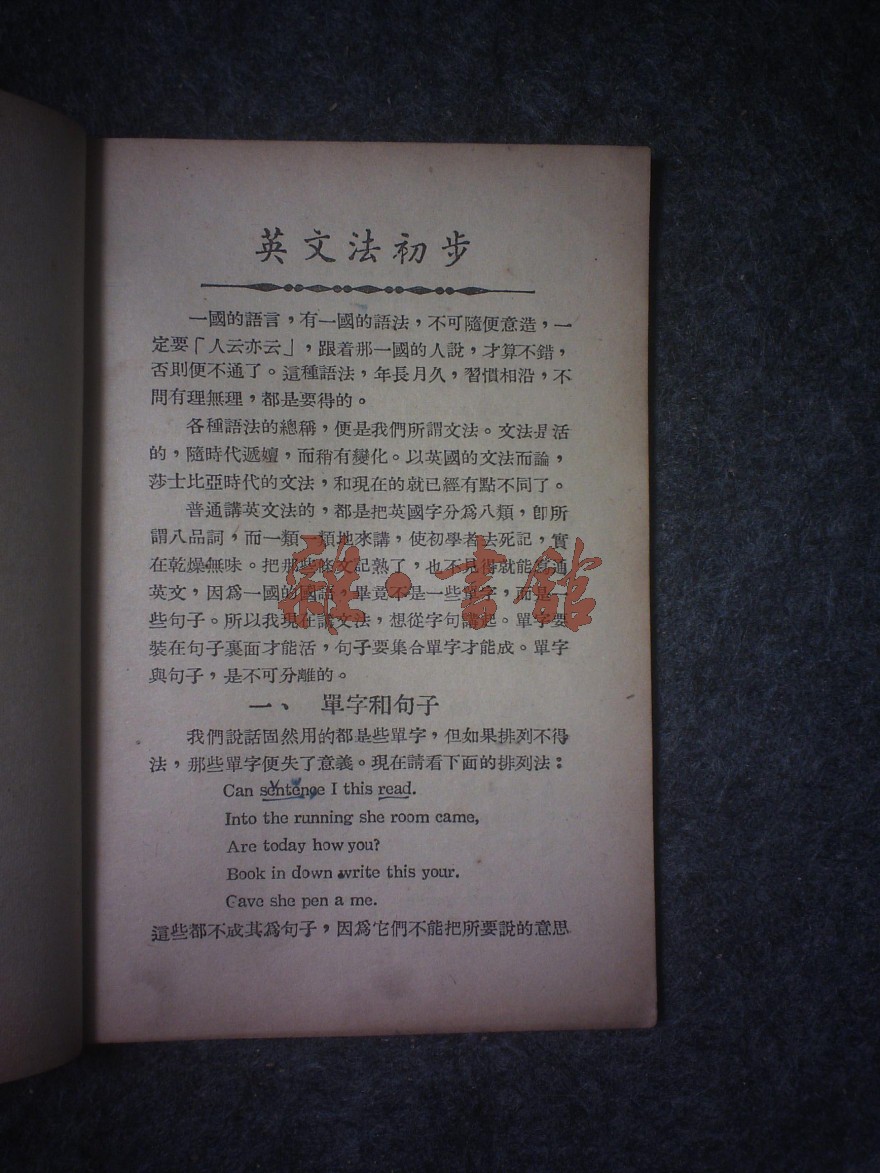 英文法初步
一國的語言，有一國的語法，不可隨便意造，一
定要「人云亦云」，跟着那一國的人說，才算不錯，
否則便不通了。這種語法，年長月久，習慣相沿，不
問有理無理，都是要得的。
各種語法的總稱，便是我們所謂文法。文法是活
的，隨時代遞嬗，而稍有變化。以英國的文法而論，
莎士比亞時代的文法，和現在的就已經有點不同了。
普通講英文法的，都是把英國字分爲八類，卽所
謂八品詞，而一類一類地來講，使初學者去死記，實
在乾燥無味。把那些條文記熟了，也不見得就能寫通
英文，因爲一國的國語，畢竟不是一些單字，而是一
些句子。所以我現在講文法，想從字句講起。單字要
裝在句子裏面才能活，句子要集合單字才能成。單字
與句子，是不可分離的。
一、 單字和句子
我們說話固然用的都是些單字，但如果排列不得
法，那些單字便失了意義。現在請看下面的排列法：
Can sentence I this read.
Into the running she room came,
Are today how you?
Book in down write this your.
Gave she pen a me.
這些都不成其爲句子，因爲它們不能把所要說的意思
雜·書館